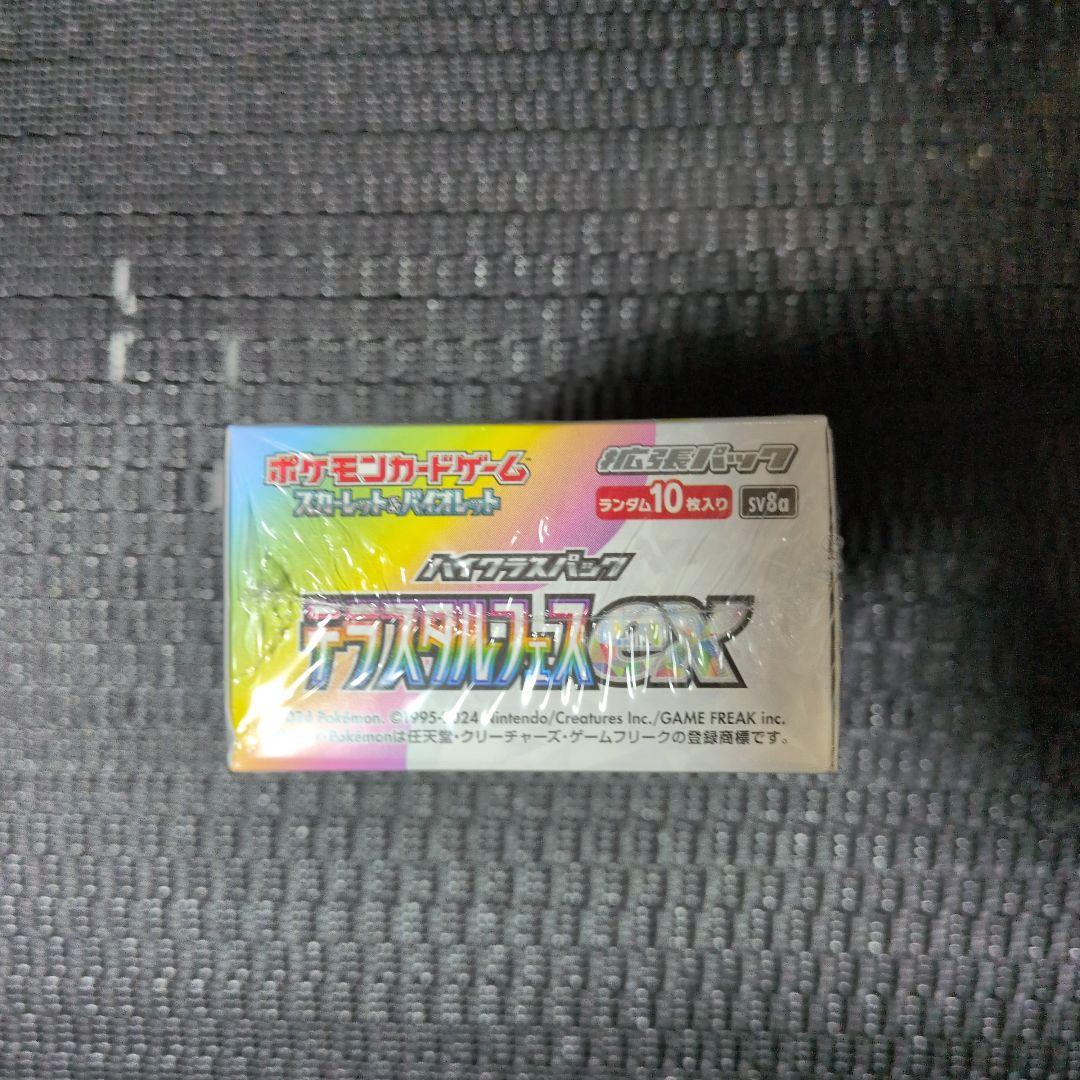 ポケモンカードゲーム
スカーレット&バイオレット
拡張パック
ランダム10枚入り SV8a
ハイクラスパック
テラスタルフェスex
Pokémon. ©1995-2024 Nintendo/Creatures Inc./GAME FREAK inc.
・Pokémonは任天堂・クリーチャーズ・ゲームフリークの登録商標です。